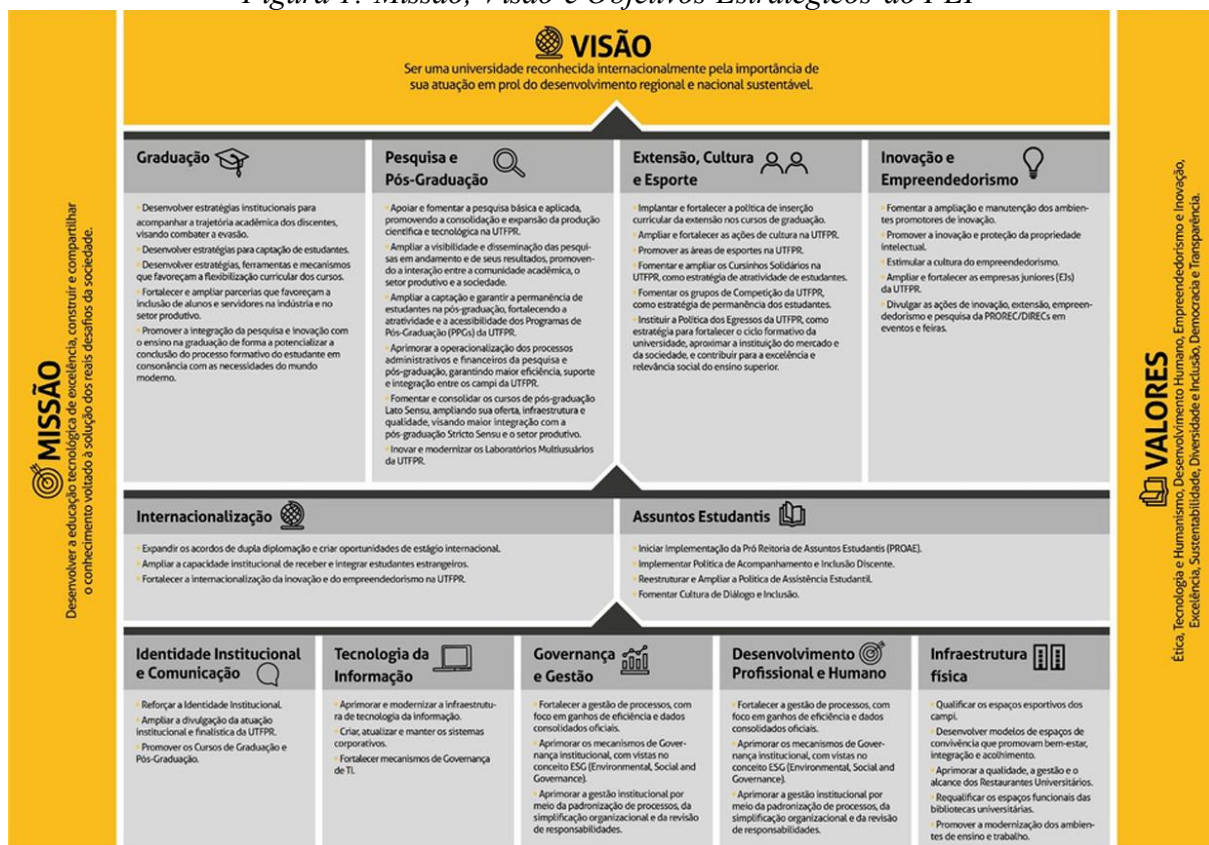 Figura 1: Missão, Visão e Objetivos Estratégicos do PEI
VISÃO
Ser uma universidade reconhecida internacionalmente pela importância de
sua atuação em prol do desenvolvimento regional e nacional sustentável.
MISSÃO
Desenvolver a educação tecnológica de excelência, construir e compartilhar
o conhecimento voltado à solução dos reais desafios da sociedade.
Graduação
• Desenvolver estratégias institucionais para
acompanhar a trajetória acadêmica dos discentes,
visando combater a evasão.
• Desenvolver estratégias para captação de estudantes.
• Desenvolver estratégias, ferramentas e mecanismos
que favoreçam a flexibilização curricular dos cursos.
• Fortalecer e ampliar parcerias que favoreçam a
inclusão de alunos e servidores na indústria e no
setor produtivo.
• Promover a integração da pesquisa e inovação com
o ensino na graduação de forma a potencializar a
conclusão do processo formativo do estudante em
consonância com as necessidades do mundo
moderno.
Pesquisa e
Pós-Graduação
• Apoiar e fomentar a pesquisa básica e aplicada,
promovendo a consolidação e expansão da produção
científica e tecnológica na UTFPR.
• Ampliar a visibilidade e disseminação das pesqui-
sas em andamento e de seus resultados, promoven-
do a interação entre a comunidade acadêmica, o
setor produtivo e a sociedade.
• Ampliar a captação e garantir a permanência de
estudantes na pós-graduação, fortalecendo a
atratividade e a acessibilidade dos Programas de
Pós-Graduação (PPGs) da UTFPR.
• Aprimorar a operacionalização dos processos
administrativos e financeiros da pesquisa e
pós-graduação, garantindo maior eficiência, suporte
e integração entre os campi da UTFPR.
• Fomentar e consolidar os cursos de pós-graduação
Lato Sensu, ampliando sua oferta, infraestrutura e
qualidade, visando maior integração com a
pós-graduação Stricto Sensu e o setor produtivo.
• Inovar e modernizar os Laboratórios Multiusuários
da UTFPR.
Extensão, Cultura
e Esporte
• Implantar e fortalecer a política de inserção
curricular da extensão nos cursos de graduação.
• Ampliar e fortalecer as ações de cultura na UTFPR.
• Promover as áreas de esportes na UTFPR.
• Fomentar e ampliar os Cursinhos Solidários na
UTFPR, como estratégia de atratividade de estudantes.
• Fomentar os grupos de Competição da UTFPR,
como estratégia de permanência dos estudantes.
• Instituir a Política dos Egressos da UTFPR, como
estratégia para fortalecer o ciclo formativo da
universidade, aproximar a instituição do mercado e
da sociedade, e contribuir para a excelência e
relevância social do ensino superior.
Inovação e
Empreendedorismo
• Fomentar a ampliação e manutenção dos ambien-
tes promotores de inovação.
• Promover a inovação e proteção da propriedade
intelectual.
• Estimular a cultura do empreendedorismo.
• Ampliar e fortalecer as empresas juniores (EJs)
da UTFPR.
• Divulgar as ações de inovação, extensão, empreen-
dedorismo e pesquisa da PROREC/DIRECs em
eventos e feiras.
Internacionalização
• Expandir os acordos de dupla diplomação e criar oportunidades de estágio internacional.
• Ampliar a capacidade institucional de receber e integrar estudantes estrangeiros.
• Fortalecer a internacionalização da inovação e do empreendedorismo na UTFPR.
Assuntos Estudantis
• Iniciar Implementação da Pró Reitoria de Assuntos Estudantis (PROAE).
• Implementar Política de Acompanhamento e Inclusão Discente.
• Reestruturar e Ampliar a Política de Assistência Estudantil.
• Fomentar Cultura de Diálogo e Inclusão.
Identidade Institucional
e Comunicação
• Reforçar a Identidade Institucional.
• Ampliar a divulgação da atuação
institucional e finalística da UTFPR.
• Promover os Cursos de Graduação e
Pós-Graduação.
Tecnologia da
Informação
• Aprimorar e modernizar a infraestrutu-
ra de tecnologia da informação.
• Criar, atualizar e manter os sistemas
corporativos.
• Fortalecer mecanismos de Governança
de TI.
Governança
e Gestão
• Fortalecer a gestão de processos, com
foco em ganhos de eficiência e dados
consolidados oficiais.
• Aprimorar os mecanismos de Gover-
nança institucional, com vistas no
conceito ESG (Environmental, Social and
Governance).
• Aprimorar a gestão institucional por
meio da padronização de processos, da
simplificação organizacional e da revisão
de responsabilidades.
Desenvolvimento
Profissional e Humano
• Fortalecer a gestão de processos, com
foco em ganhos de eficiência e dados
consolidados oficiais.
• Aprimorar os mecanismos de Gover-
nança institucional, com vistas no
conceito ESG (Environmental, Social and
Governance).
• Aprimorar a gestão institucional por
meio da padronização de processos, da
simplificação organizacional e da revisão
de responsabilidades.
Infraestrutura
física
• Qualificar os espaços esportivos dos
campi.
• Desenvolver modelos de espaços de
convivência que promovam bem-estar,
integração e acolhimento.
• Aprimorar a qualidade, a gestão e o
alcance dos Restaurantes Universitários.
• Requalificar os espaços funcionais das
bibliotecas universitárias.
• Promover a modernização dos ambien-
tes de ensino e trabalho.
VALORES
Ética, Tecnologia e Humanismo, Desenvolvimento Humano, Empreendedorismo e Inovação,
Excelência, Sustentabilidade, Diversidade e Inclusão, Democracia e Transparência.